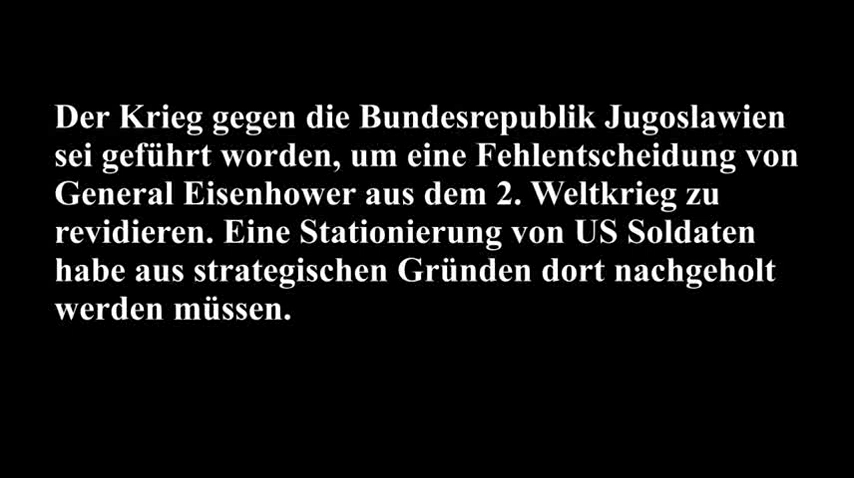 Der Krieg gegen die Bundesrepublik Jugoslawien
sei geführt worden, um eine Fehlentscheidung von
General Eisenhower aus dem 2. Weltkrieg zu
revidieren. Eine Stationierung von US Soldaten
habe aus strategischen Gründen dort nachgeholt
werden müssen.